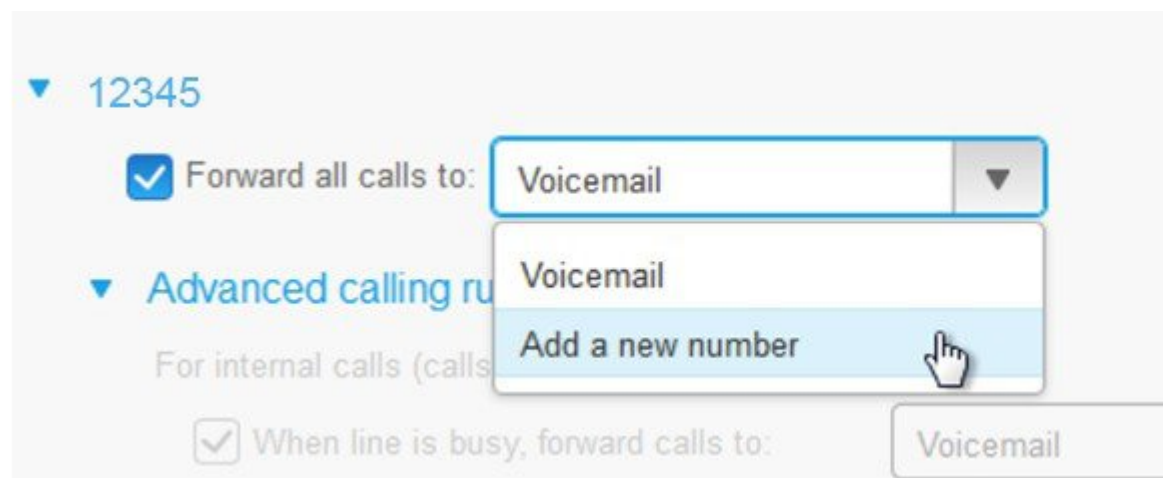 12345
Forward all calls to: Voicemail
Voicemail
Advanced calling ru
Add a new number
For internal calls (calls
When line is busy, forward calls to: Voicemail